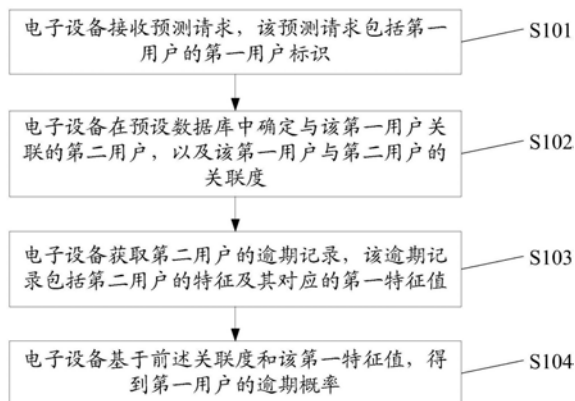 电子设备接收预测请求，该预测请求包括第一
用户的第一用户标识
S101
电子设备在预设数据库中确定与该第一用户关
联的第二用户，以及该第一用户与第二用户的
关联度
S102
电子设备获取第二用户的逾期记录，该逾期记
录包括第二用户的特征及其对应的第一特征值
S103
电子设备基于前述关联度和该第一特征值，得
到第一用户的逾期概率
S104